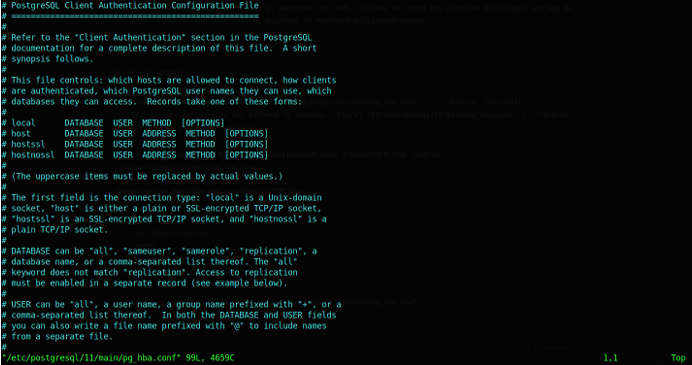 # PostgreSQL Client Authentication Configuration File
# ===================================================
#
# Refer to the "Client Authentication" section in the PostgreSQL
# documentation for a complete description of this file.  A short
# synopsis follows.
#
# This file controls: which hosts are allowed to connect, how clients
# are authenticated, which PostgreSQL user names they can use, which
# databases they can access.  Records take one of these forms:
#
# local      DATABASE  USER  METHOD  [OPTIONS]
# host       DATABASE  USER  ADDRESS  METHOD  [OPTIONS]
# hostssl    DATABASE  USER  ADDRESS  METHOD  [OPTIONS]
# hostnossl  DATABASE  USER  ADDRESS  METHOD  [OPTIONS]
#
# (The uppercase items must be replaced by actual values.)
#
# The first field is the connection type: "local" is a Unix-domain
# socket, "host" is either a plain or SSL-encrypted TCP/IP socket,
# "hostssl" is an SSL-encrypted TCP/IP socket, and "hostnossl" is a
# plain TCP/IP socket.
#
# DATABASE can be "all", "sameuser", "samerole", "replication", a
# database name, or a comma-separated list thereof. The "all"
# keyword does not match "replication". Access to replication
# must be enabled in a separate record (see example below).
#
# USER can be "all", a user name, a group name prefixed with "+", or a
# comma-separated list thereof.  In both the DATABASE and USER fields
# you can also write a file name prefixed with "@" to include names
# from a separate file.
#
"/etc/postgresql/11/main/pg_hba.conf" 99L, 4659C 1,1 Top